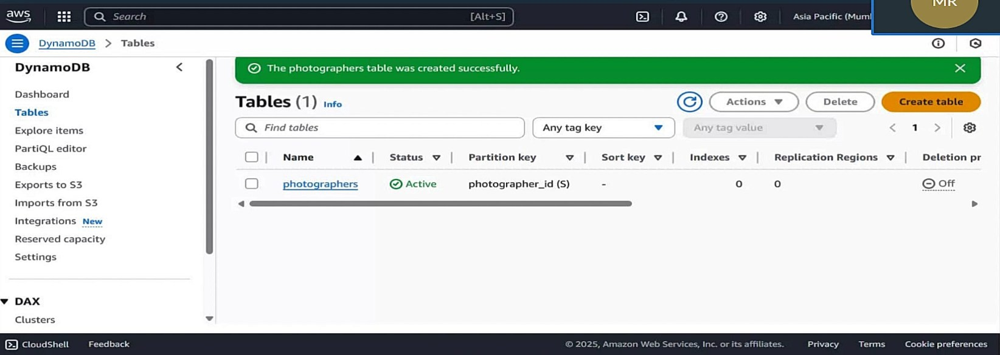 aws Search [Alt+S] Asia Pacific (Mum MR
DynamoDB > Tables
DynamoDB
Dashboard
Tables
Explore items
PartiQL editor
Backups
Exports to S3
Imports from S3
Integrations New
Reserved capacity
Settings
DAX
Clusters
The photographers table was created successfully.
Tables (1) Info Actions Delete Create table
Find tables Any tag key Any tag value 1
Name Status Partition key Sort key Indexes Replication Regions Deletion pr
photographers Active photographer_id (S) - 0 0 Off
CloudShell Feedback © 2025, Amazon Web Services, Inc. or its affiliates. Privacy Terms Cookie preferences